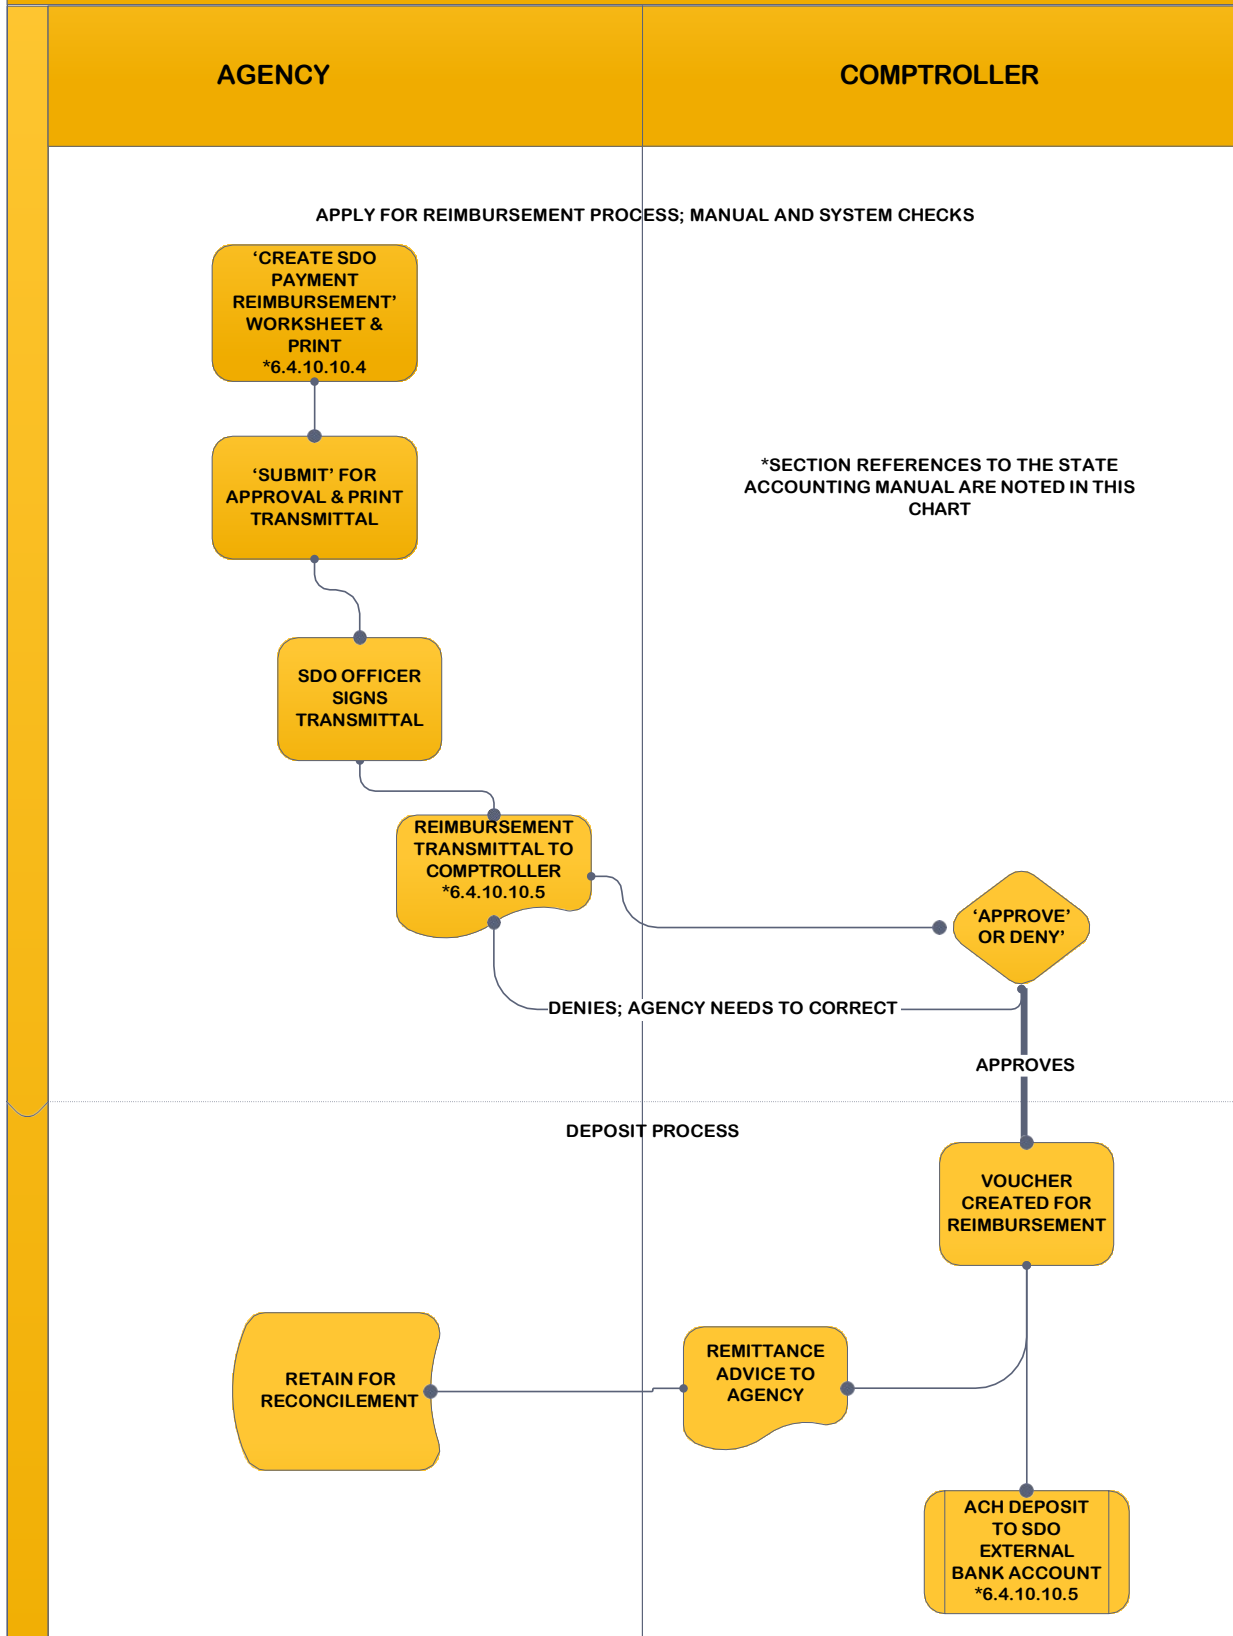 AGENCY
COMPTROLLER
APPLY FOR REIMBURSEMENT PROCESS; MANUAL AND SYSTEM CHECKS
‘CREATE SDO
PAYMENT
REIMBURSEMENT’
WORKSHEET &
PRINT
*6.4.10.10.4
‘SUBMIT’ FOR
APPROVAL & PRINT
TRANSMITTAL
*SECTION REFERENCES TO THE STATE
ACCOUNTING MANUAL ARE NOTED IN THIS
CHART
SDO OFFICER
SIGNS
TRANSMITTAL
REIMBURSEMENT
TRANSMITTAL TO
COMPTROLLER
*6.4.10.10.5
‘APPROVE’
OR DENY’
DENIES; AGENCY NEEDS TO CORRECT
APPROVES
DEPOSIT PROCESS
VOUCHER
CREATED FOR
REIMBURSEMENT
REMITTANCE
ADVICE TO
AGENCY
RETAIN FOR
RECONCILEMENT
ACH DEPOSIT
TO SDO
EXTERNAL
BANK ACCOUNT
*6.4.10.10.5